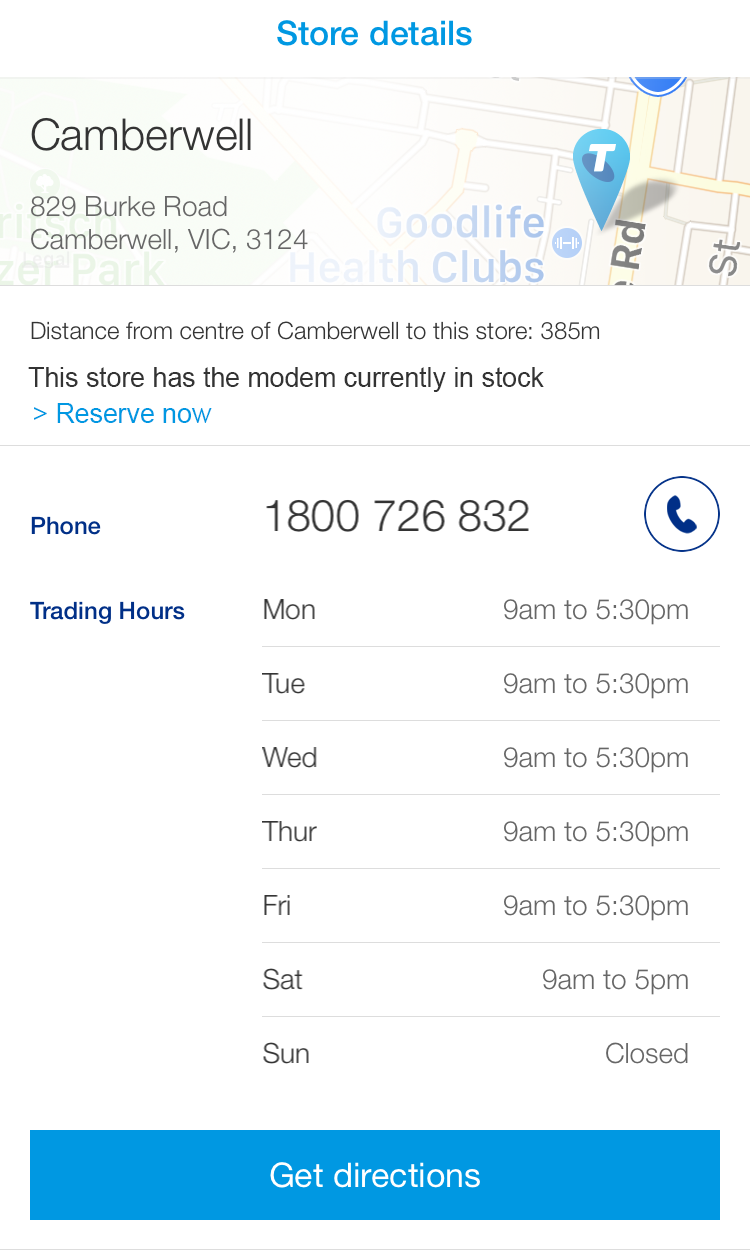 Store details
Camberwell
829 Burke Road
Camberwell, VIC, 3124
Legal
zer Park
Goodlife
Health Clubs
T
Rd
St
Distance from centre of Camberwell to this store: 385m
This store has the modem currently in stock
> Reserve now
Phone
1800 726 832
Trading Hours
Mon 9am to 5:30pm
Tue 9am to 5:30pm
Wed 9am to 5:30pm
Thur 9am to 5:30pm
Fri 9am to 5:30pm
Sat 9am to 5pm
Sun Closed
Get directions